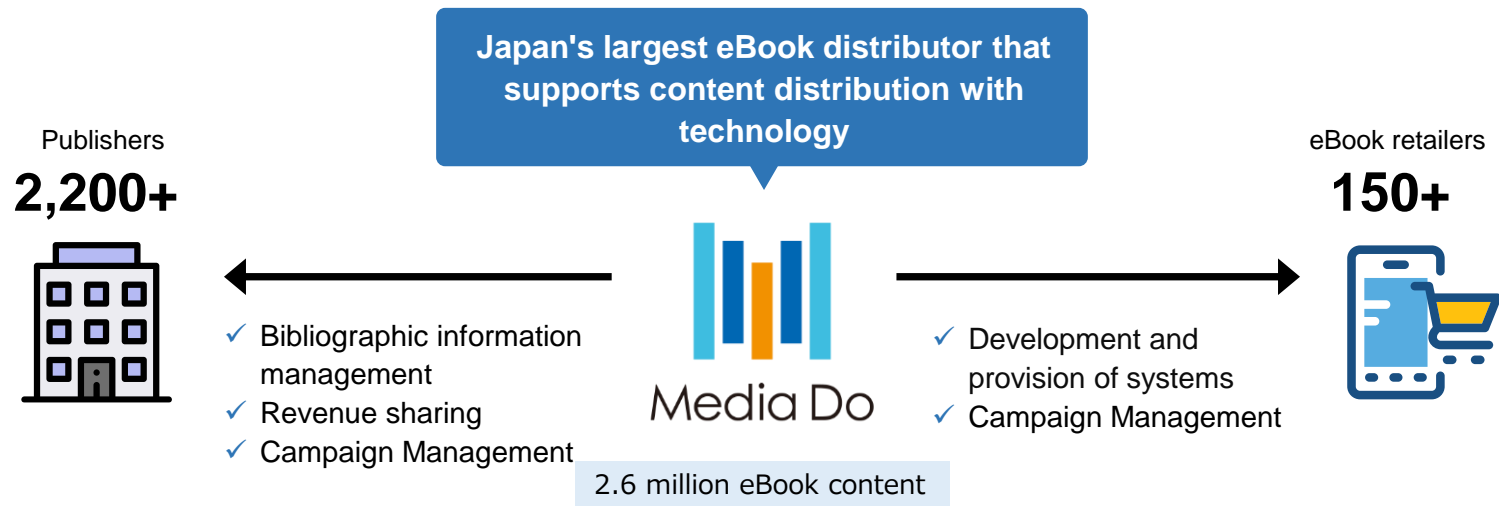 Japan's largest eBook distributor that
supports content distribution with
technology
Publishers
2,200+
eBook retailers
150+
✓ Bibliographic information
management
✓ Revenue sharing
✓ Campaign Management
Media Do
2.6 million eBook content
✓ Development and
provision of systems
✓ Campaign Management